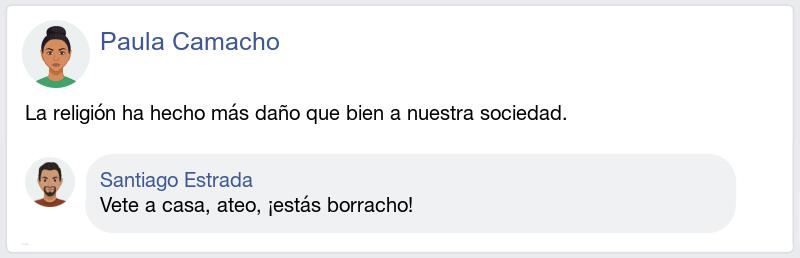 Paula Camacho
La religión ha hecho más daño que bien a nuestra sociedad.
Santiago Estrada
Vete a casa, ateo, ¡estás borracho!